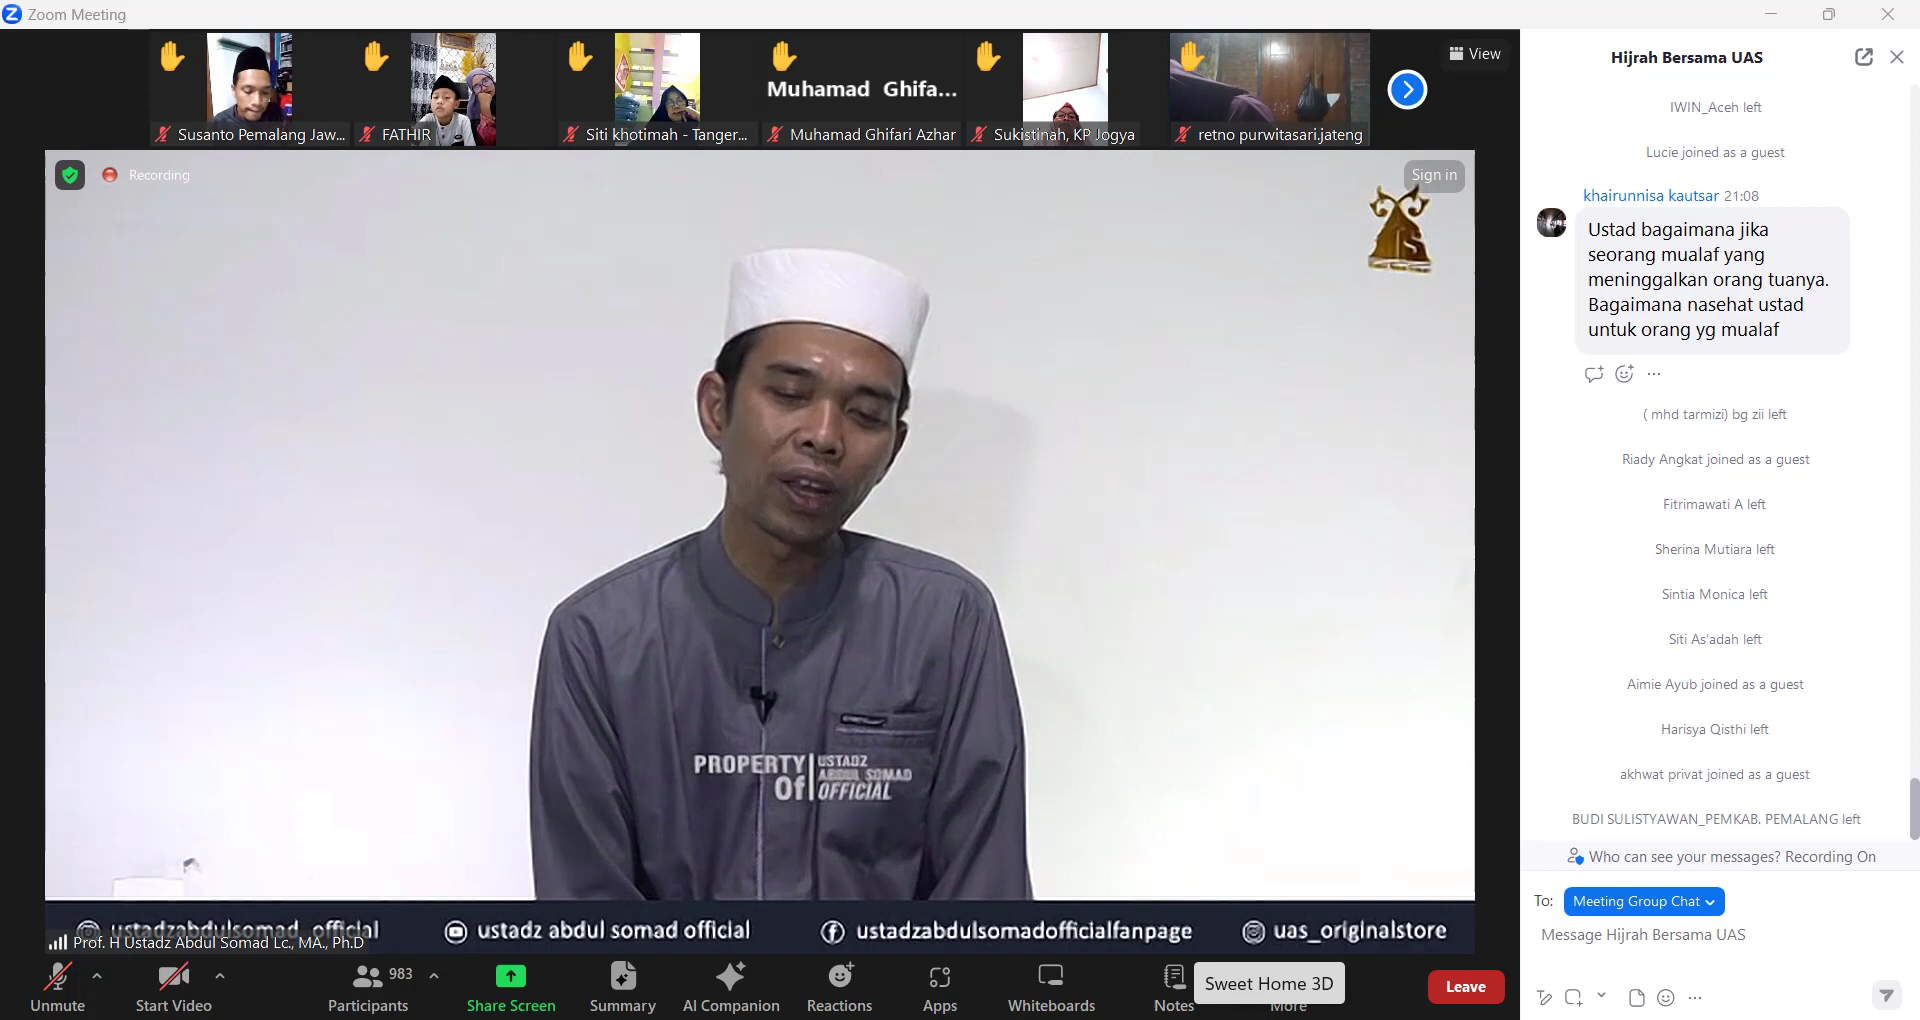 Zoom Meeting
Susanto Pemalang Jaw...
FATHIR
Siti khotimah - Tanger...
Muhamad Ghifa...
Muhamad Ghifari Azhar
Sukistinah, KP Jogya
retno purwitasari.jateng
View
Recording
Sign in
PROPERTY Of
USTADZ
ABDUL SOMAD
OFFICIAL
ustadzabdulsomad_official
ustadz abdul somad official
ustadzabdulsomadofficialfanpage
uas_originalstore
Prof. H Ustadz Abdul Somad Lc., MA., Ph.D
Unmute
Start Video
983
Participants
Share Screen
Summary
AI Companion
Reactions
Apps
Whiteboards
Notes
Sweet Home 3D
More
Leave
Hijrah Bersama UAS
IWIN_Aceh left
Lucie joined as a guest
khairunnisa kautsar 21:08
Ustad bagaimana jika
seorang mualaf yang
meninggalkan orang tuanya.
Bagaimana nasehat ustad
untuk orang yg mualaf
( mhd tarmizi) bg zii left
Riady Angkat joined as a guest
Fitrimawati A left
Sherina Mutiara left
Sintia Monica left
Siti As'adah left
Aimie Ayub joined as a guest
Harisya Qisthi left
akhwat privat joined as a guest
BUDI SULISTYAWAN_PEMKAB. PEMALANG left
Who can see your messages? Recording On
To: Meeting Group Chat
Message Hijrah Bersama UAS